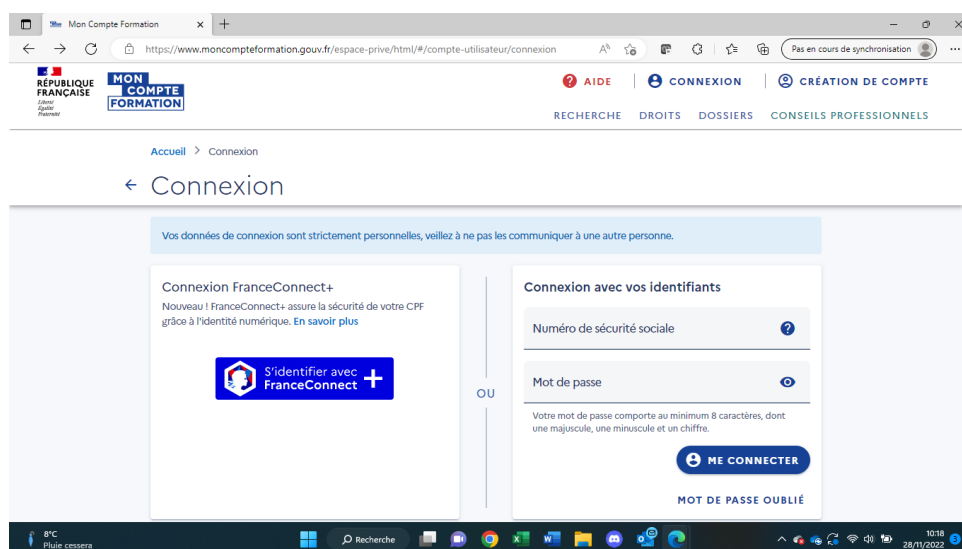 Mon Compte Formation
https://www.moncompteformation.gouv.fr/espace-prive/html/#/compte-utilisateur/connexion
Pas en cours de synchronisation
RÉPUBLIQUE
FRANÇAISE
Liberté
Égalité
Fraternité
MON
COMPTE
FORMATION
AIDE
CONNEXION
CRÉATION DE COMPTE
RECHERCHE DROITS DOSSIERS CONSEILS PROFESSIONNELS
Accueil > Connexion
Connexion
Vos données de connexion sont strictement personnelles, veillez à ne pas les communiquer à une autre personne.
Connexion FranceConnect+
Nouveau ! FranceConnect+ assure la sécurité de votre CPF
grâce à l'identité numérique. En savoir plus
S'identifier avec
FranceConnect +
OU
Connexion avec vos identifiants
Numéro de sécurité sociale
Mot de passe
Votre mot de passe comporte au minimum 8 caractères, dont
une majuscule, une minuscule et un chiffre.
ME CONNECTER
MOT DE PASSE OUBLIÉ
8°C
Pluie cessera
Recherche
10:18
28/11/2022
3